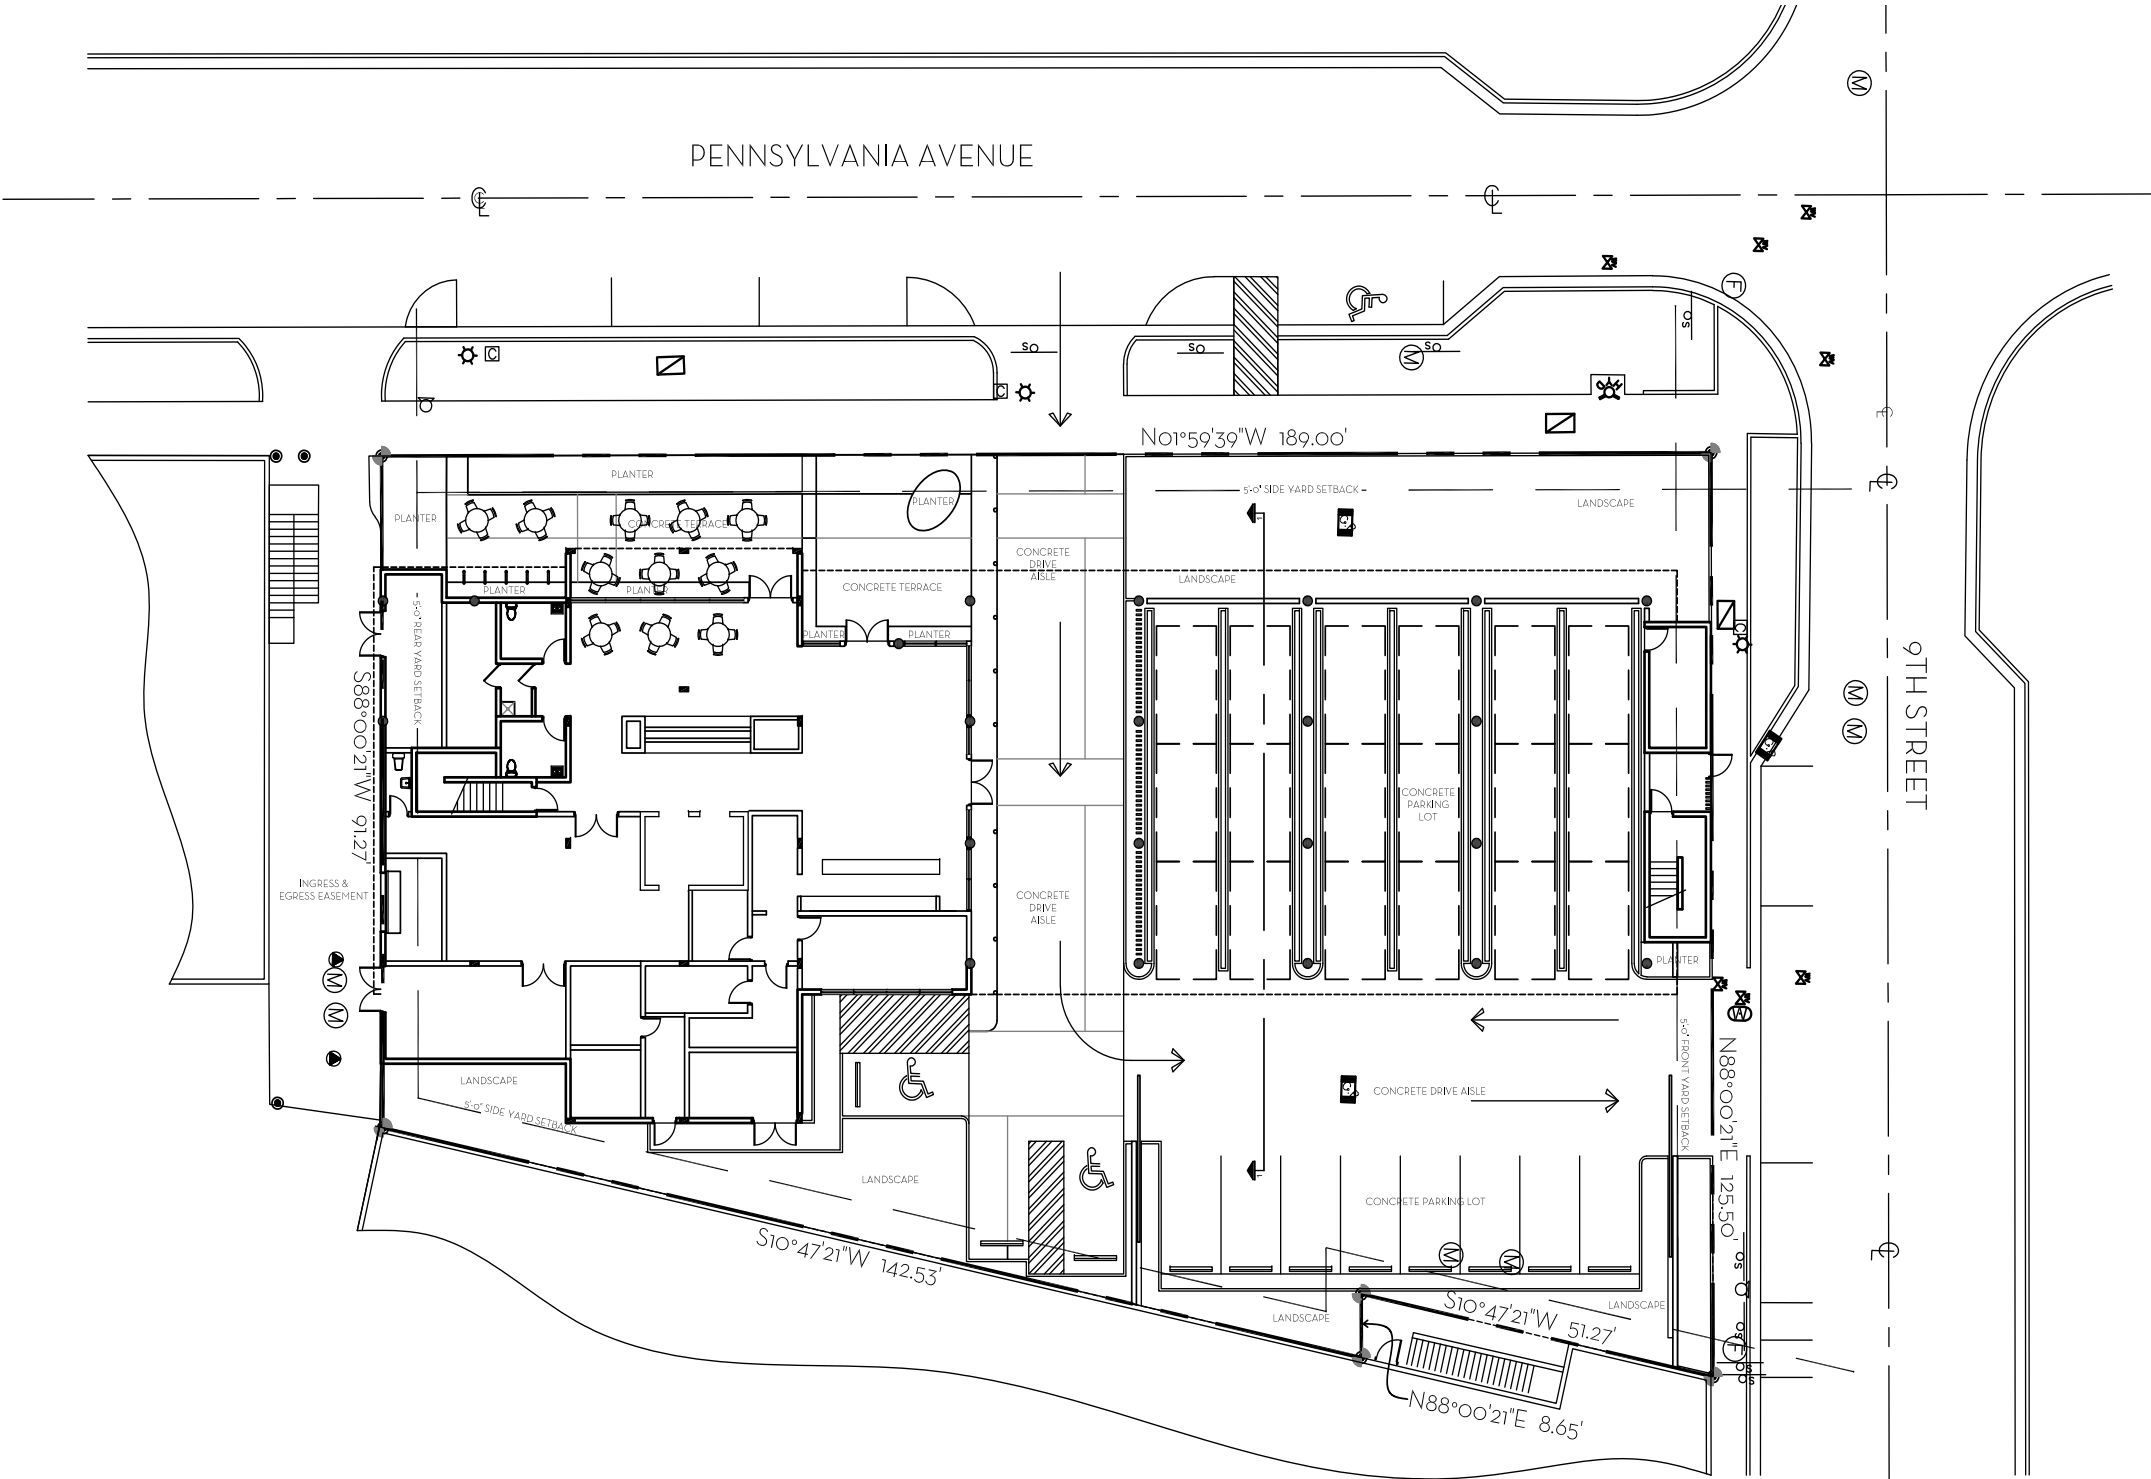 PENNSYLVANIA AVENUE
M
C
L
C
L
F
S
S
S
S
M
C
C
N01°59'39"W 189.00'
PLANTER
5'-0" SIDE YARD SETBACK
LANDSCAPE
PLANTER
CONCRETE TERRACE
PLANTER
CONCRETE
DRIVE
AISLE
LANDSCAPE
PLANTER
PLANTER
CONCRETE TERRACE
PLANTER
PLANTER
5'-0" REAR YARD SETBACK
S88°00'21"W 91.27'
C
M
M
9TH STREET
CONCRETE
PARKING
LOT
INGRESS &
EGRESS EASEMENT
CONCRETE
DRIVE
AISLE
PLANTER
M
M
W
5'-0" FRONT YARD SETBACK
N88°00'21"E 125.50'
LANDSCAPE
5'-0" SIDE YARD SETBACK
CONCRETE DRIVE AISLE
LANDSCAPE
CONCRETE PARKING LOT
S10°47'21"W 142.53'
M
M
S10°47'21"W 51.27'
LANDSCAPE
LANDSCAPE
F
N88°00'21"E 8.65'